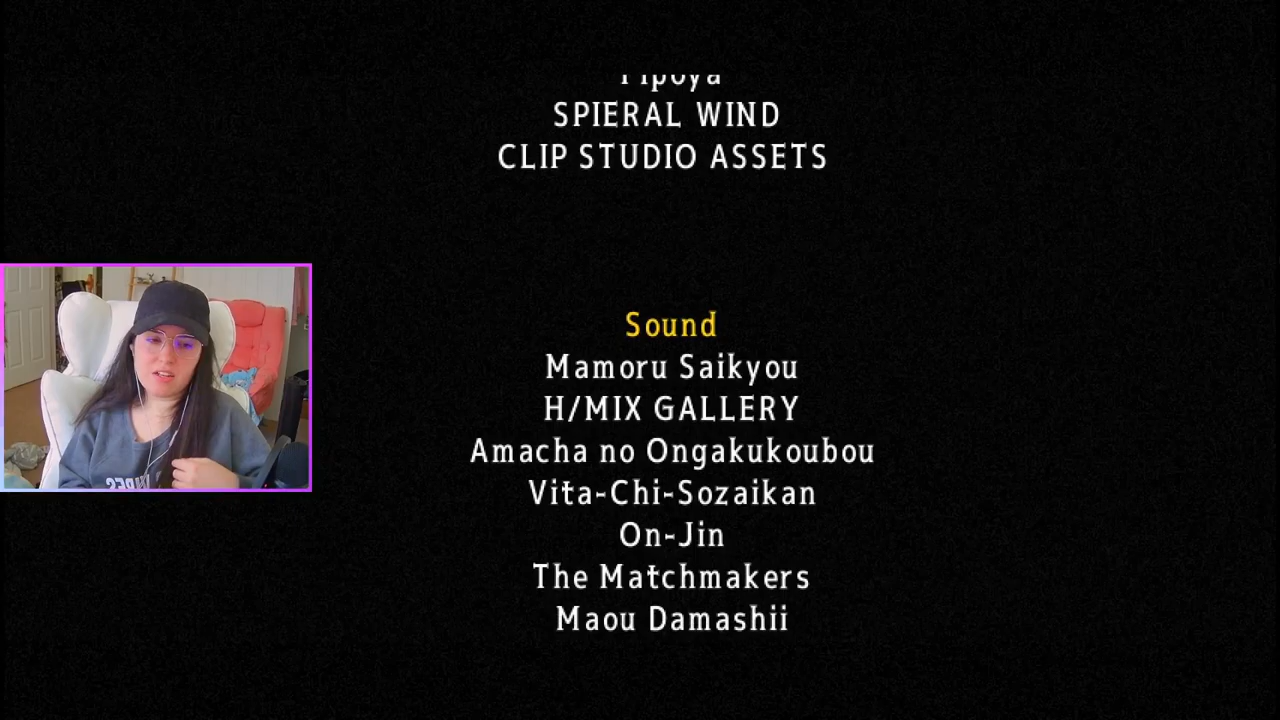 Pipoya
SPIERAL WIND
CLIP STUDIO ASSETS
Sound
Mamoru Saikyou
H/MIX GALLERY
Amacha no Ongakukoubou
Vita-Chi-Sozaikan
On-Jin
The Matchmakers
Maou Damashii